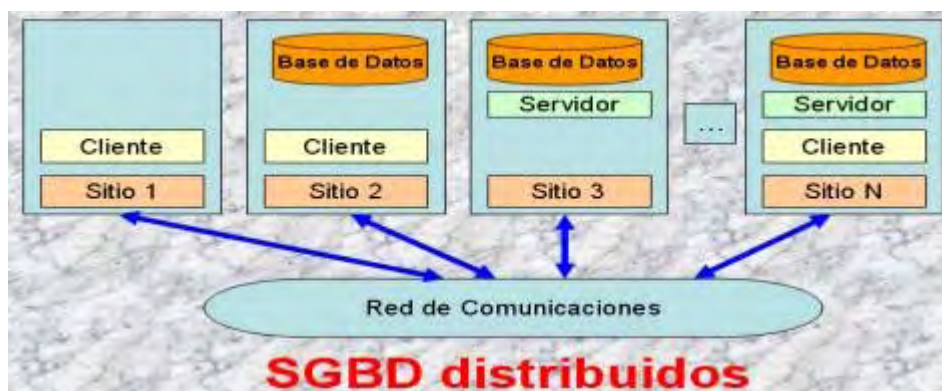 Cliente
Sitio 1
Base de Datos
Cliente
Sitio 2
Base de Datos
Servidor
Sitio 3
...
Base de Datos
Servidor
Cliente
Sitio N
Red de Comunicaciones
SGBD distribuidos